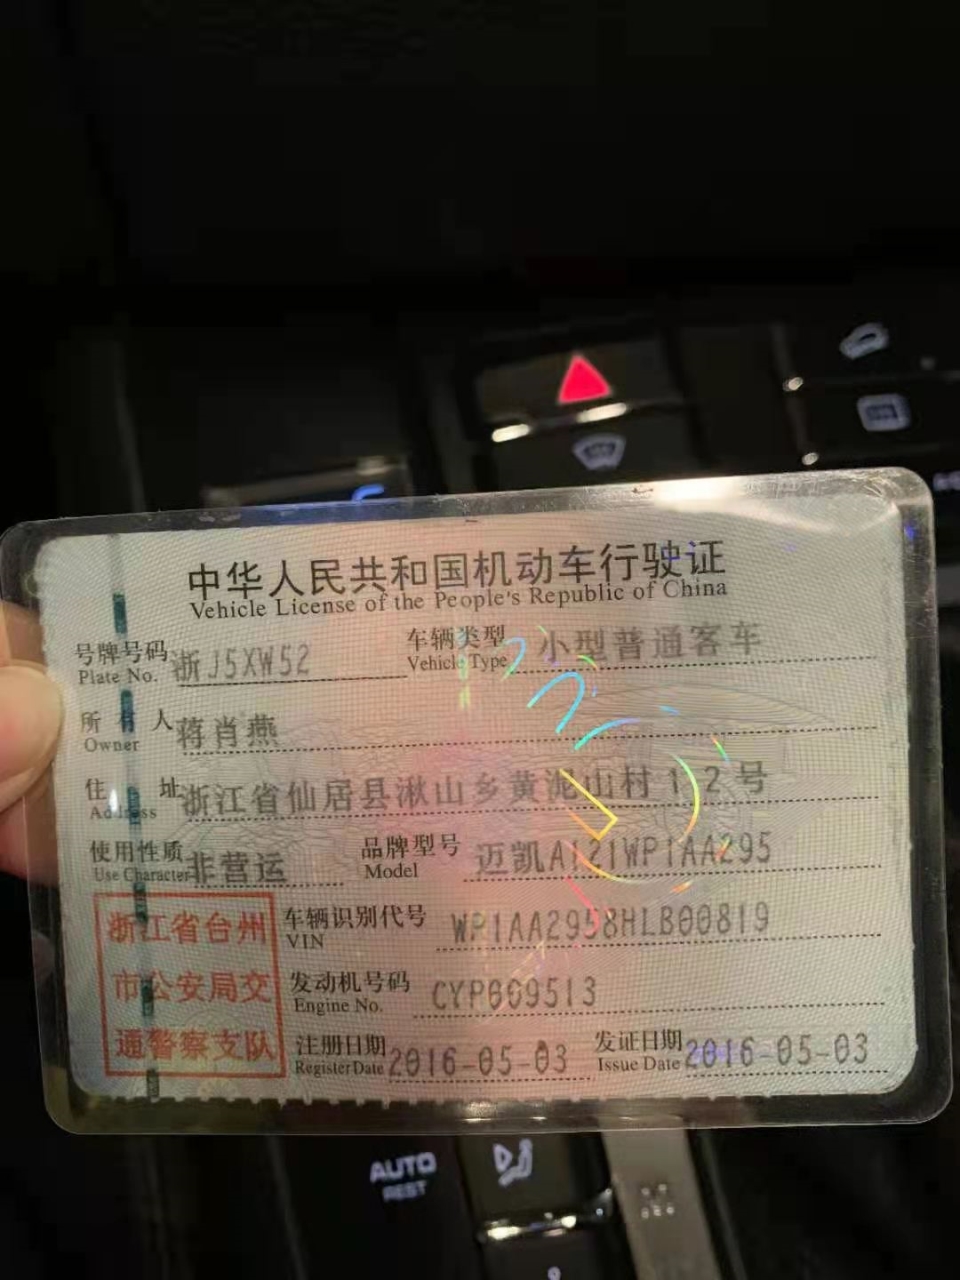 中华人民共和国机动车行驶证
Vehicle License of the People's Republic of China
号牌号码 浙J5XW52 车辆类型 小型普通客车
Plate No. Vehicle Type
所有人 蒋肖燕
Owner
住址 浙江省仙居县湫山乡黄泥山村12号
Address
使用性质 非营运 品牌型号 迈凯A121WP1AA295
Use Character Model
浙江省台州
市公安局交
通警察支队
车辆识别代号 WP1AA2958HLB00819
VIN
发动机号码 CYP009513
Engine No.
注册日期 2016-05-03 发证日期 2016-05-03
Register Date Issue Date
AUTO
REST